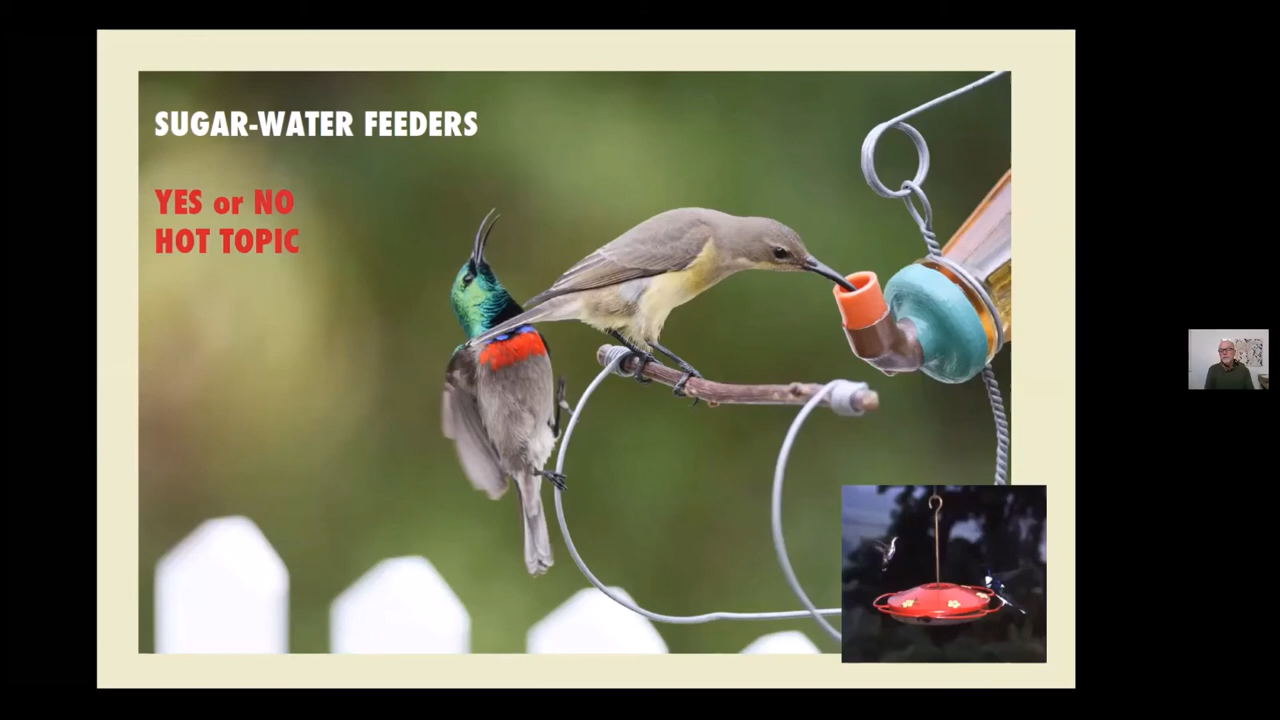 SUGAR-WATER FEEDERS
YES or NO
HOT TOPIC